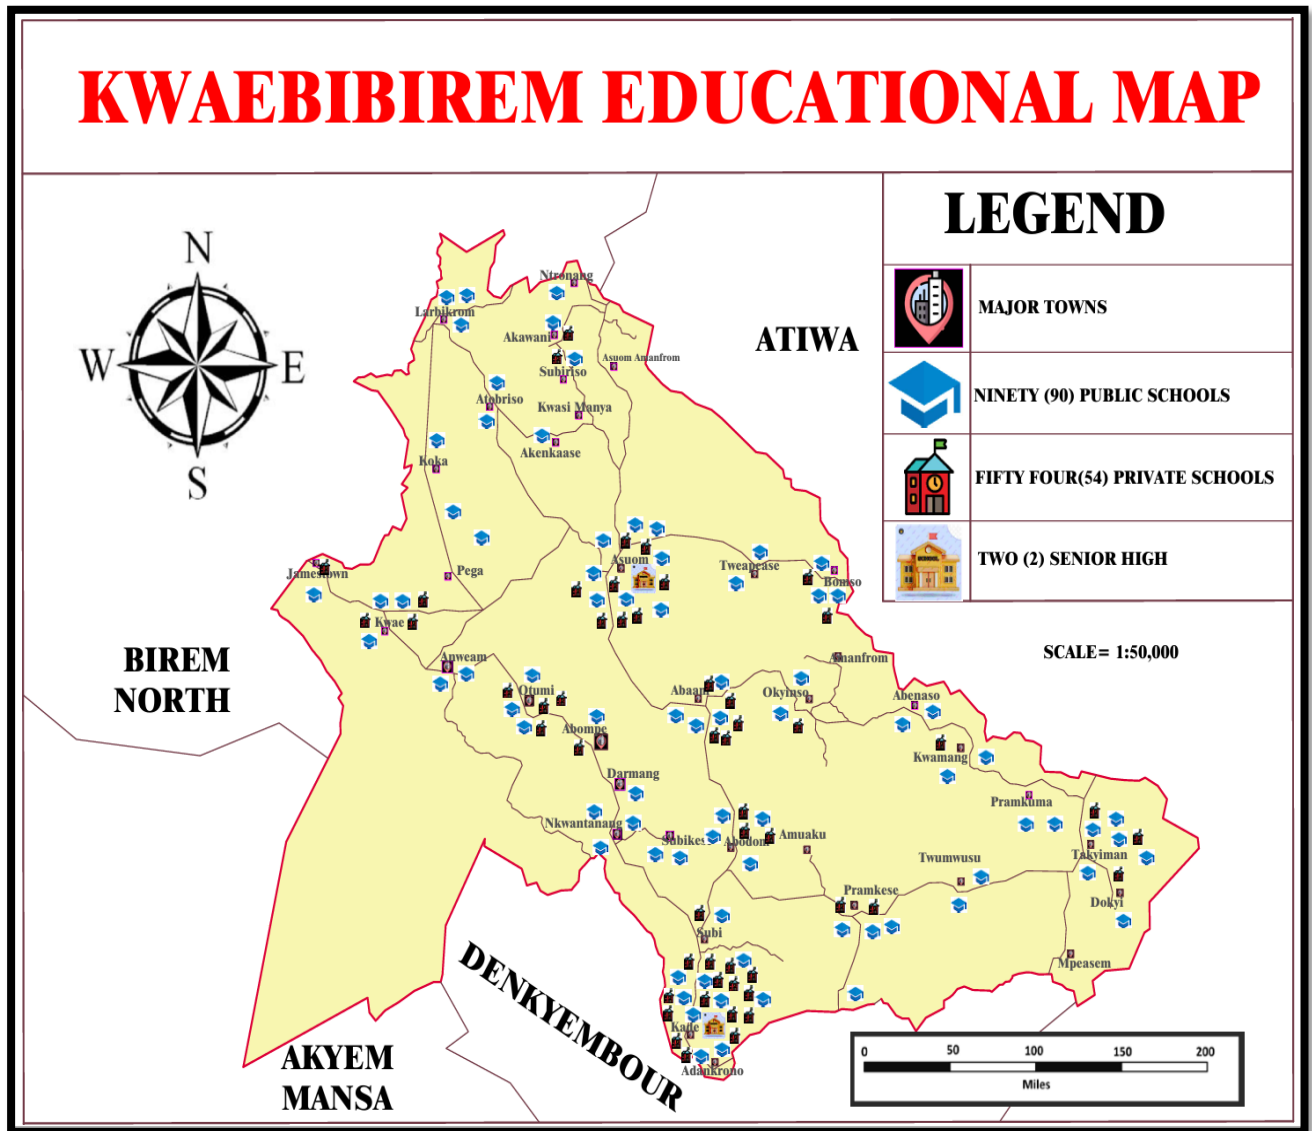 KWAEBIBIREM EDUCATIONAL MAP
LEGEND
MAJOR TOWNS
NINETY (90) PUBLIC SCHOOLS
FIFTY FOUR(54) PRIVATE SCHOOLS
SCHOOL
TWO (2) SENIOR HIGH
SCALE= 1:50,000
N
W
E
S
ATIWA
BIREM
NORTH
AKYEM
MANSA
DENKYEMBOUR
Ntronang
Larbikrom
Akawani
Asuom Amanfrom
Subiriso
Atobriso
Kwasi Manya
Akenkaase
Koka
Asuom
Tweapease
Jamestown
Pega
Bomso
Kwae
Anweam
Amanfrom
Otumi
Abaam
Okyinso
Abenaso
Abompe
Kwamang
Darmang
Pramkuma
Nkwantanang
Subikes
Abodom
Amuaku
Takyiman
Twumwusu
Pramkese
Dokyi
Subi
Mpeasem
Kade
Adankrono
0 50 100 150 200
Miles